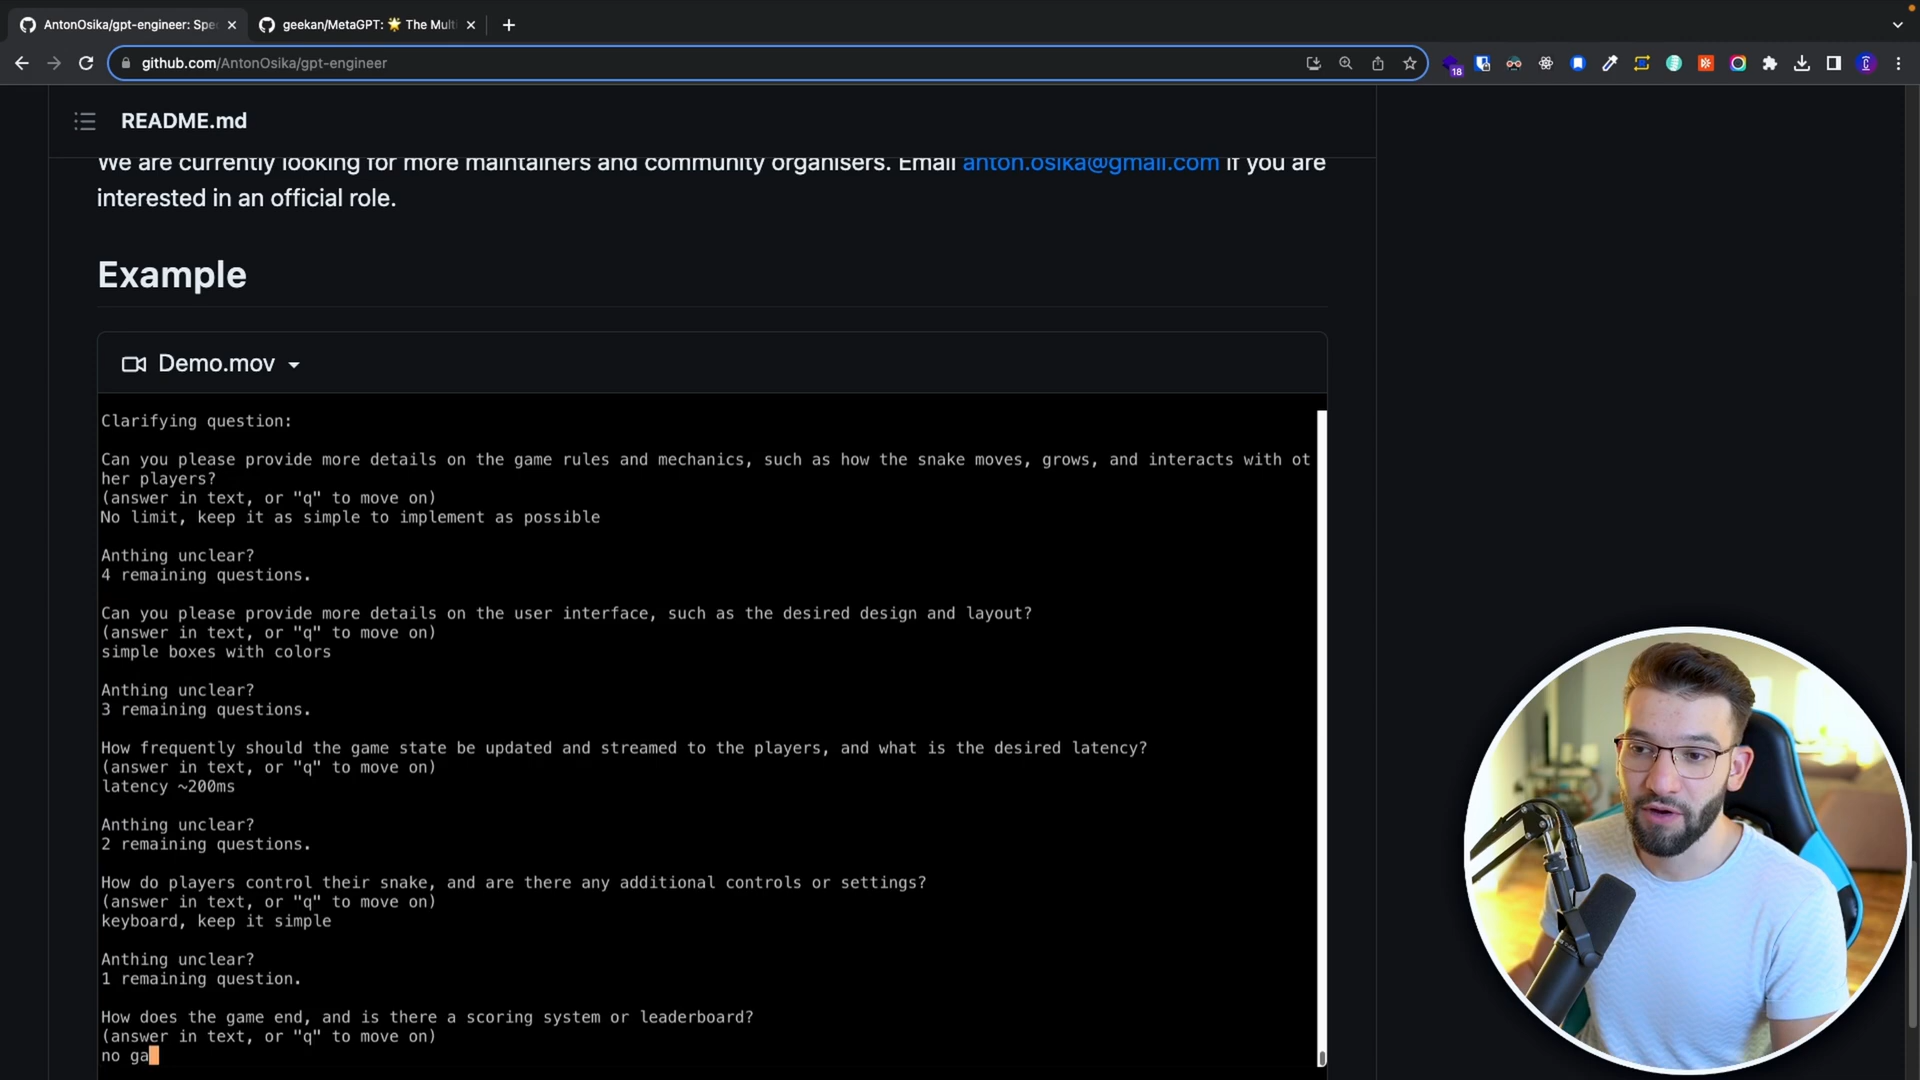 AntonOsika/gpt-engineer: Spe
geekan/MetaGPT: 🌟 The Mult
github.com/AntonOsika/gpt-engineer
18
README.md
We are currently looking for more maintainers and community organisers. Email anton.osika@gmail.com if you are
interested in an official role.
Example
Demo.mov
Clarifying question:
Can you please provide more details on the game rules and mechanics, such as how the snake moves, grows, and interacts with ot
her players?
(answer in text, or "q" to move on)
No limit, keep it as simple to implement as possible
Anthing unclear?
4 remaining questions.
Can you please provide more details on the user interface, such as the desired design and layout?
(answer in text, or "q" to move on)
simple boxes with colors
Anthing unclear?
3 remaining questions.
How frequently should the game state be updated and streamed to the players, and what is the desired latency?
(answer in text, or "q" to move on)
latency ~200ms
Anthing unclear?
2 remaining questions.
How do players control their snake, and are there any additional controls or settings?
(answer in text, or "q" to move on)
keyboard, keep it simple
Anthing unclear?
1 remaining question.
How does the game end, and is there a scoring system or leaderboard?
(answer in text, or "q" to move on)
no ga